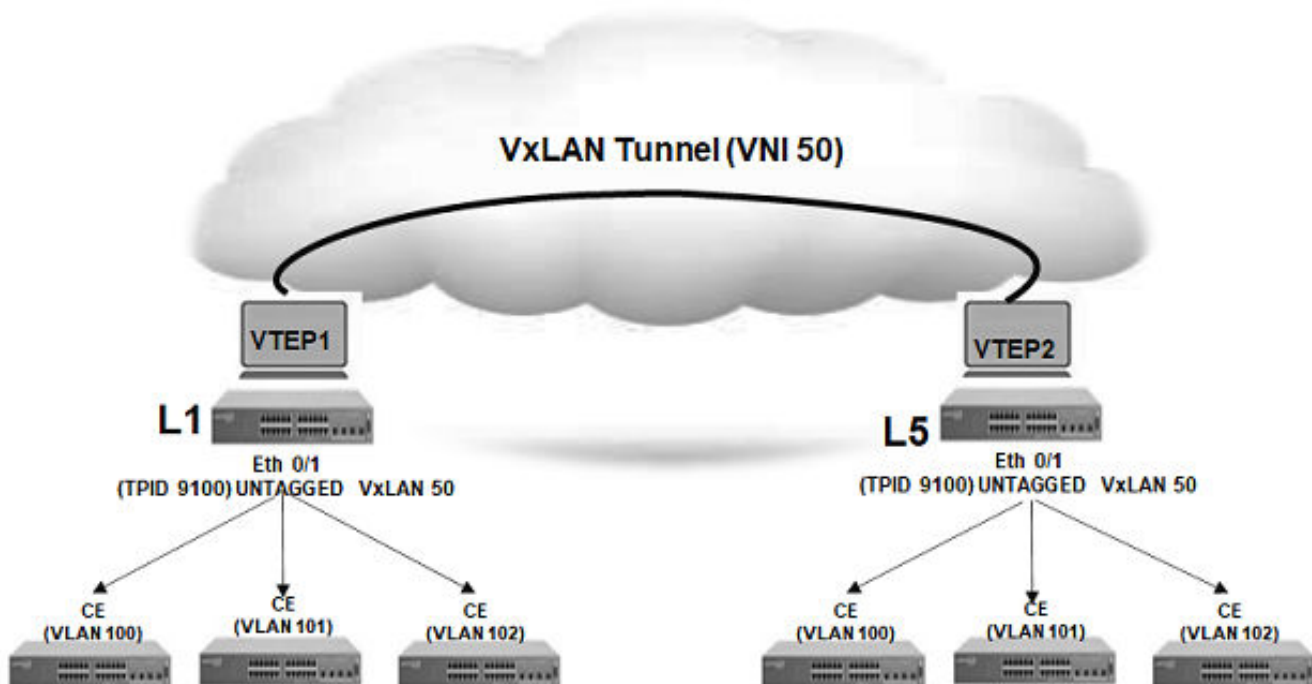 VxLAN Tunnel (VNI 50)
VTEP1
VTEP2
L1
L5
Eth 0/1
(TPID 9100) UNTAGGED VxLAN 50
Eth 0/1
(TPID 9100) UNTAGGED VxLAN 50
CE
(VLAN 100)
CE
(VLAN 101)
CE
(VLAN 102)
CE
(VLAN 100)
CE
(VLAN 101)
CE
(VLAN 102)